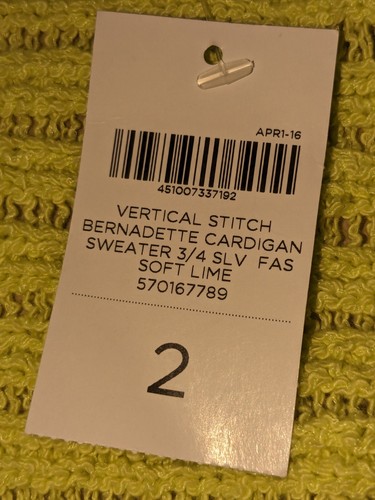 APR1-16
451007337192
VERTICAL STITCH
BERNADETTE CARDIGAN
SWEATER 3/4 SLV FAS
SOFT LIME
570167789
2